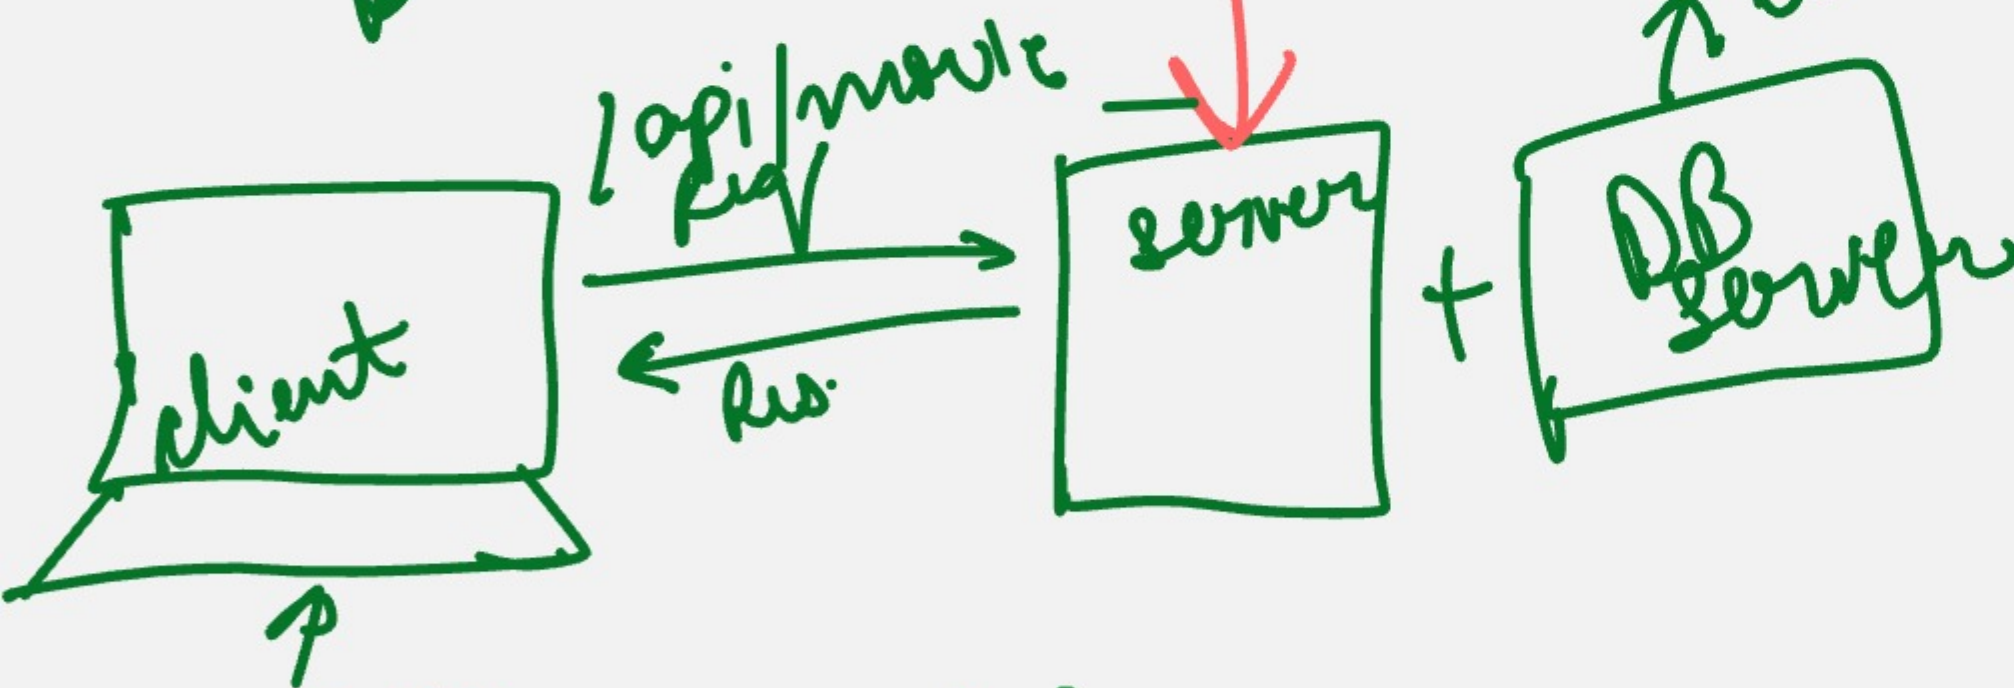 /api/movie
Req
server
DB
server
client
Res.